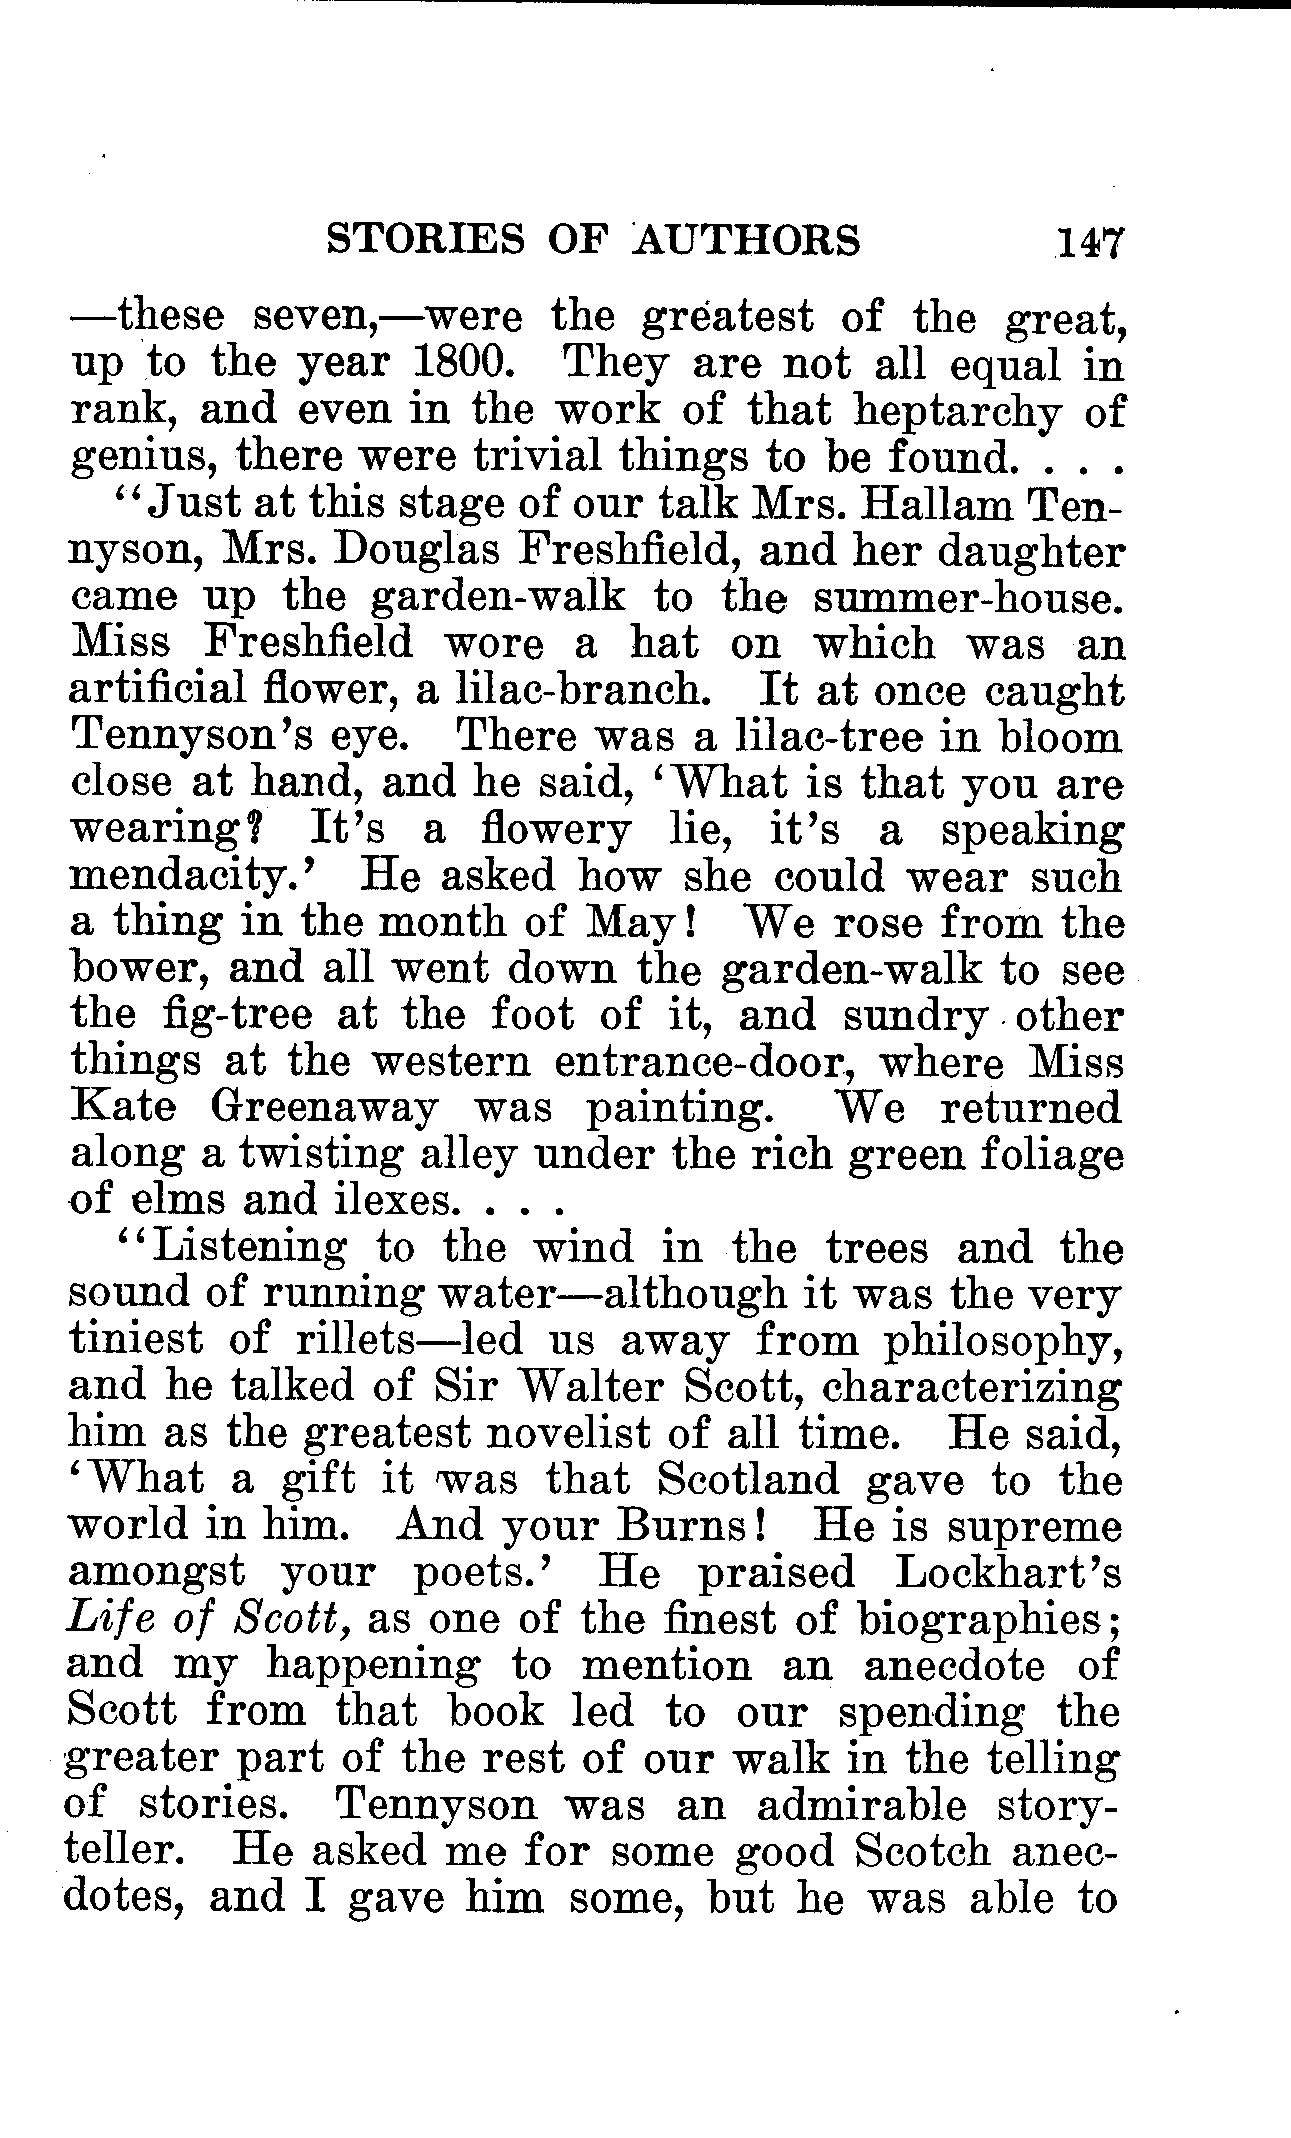 STORIES OF AUTHORS 147
—these seven,—were the greatest of the great,
up to the year 1800. They are not all equal in
rank, and even in the work of that heptarchy of
genius, there were trivial things to be found. . . .
"Just at this stage of our talk Mrs. Hallam Ten-
nyson, Mrs. Douglas Freshfield, and her daughter
came up the garden-walk to the summer-house.
Miss Freshfield wore a hat on which was an
artificial flower, a lilac-branch. It at once caught
Tennyson's eye. There was a lilac-tree in bloom
close at hand, and he said, 'What is that you are
wearing? It's a flowery lie, it's a speaking
mendacity.' He asked how she could wear such
a thing in the month of May! We rose from the
bower, and all went down the garden-walk to see
the fig-tree at the foot of it, and sundry other
things at the western entrance-door, where Miss
Kate Greenaway was painting. We returned
along a twisting alley under the rich green foliage
of elms and ilexes. . . .
"Listening to the wind in the trees and the
sound of running water—although it was the very
tiniest of rillets—led us away from philosophy,
and he talked of Sir Walter Scott, characterizing
him as the greatest novelist of all time. He said,
'What a gift it was that Scotland gave to the
world in him. And your Burns! He is supreme
amongst your poets.' He praised Lockhart's
Life of Scott, as one of the finest of biographies;
and my happening to mention an anecdote of
Scott from that book led to our spending the
greater part of the rest of our walk in the telling
of stories. Tennyson was an admirable story-
teller. He asked me for some good Scotch anec-
dotes, and I gave him some, but he was able to